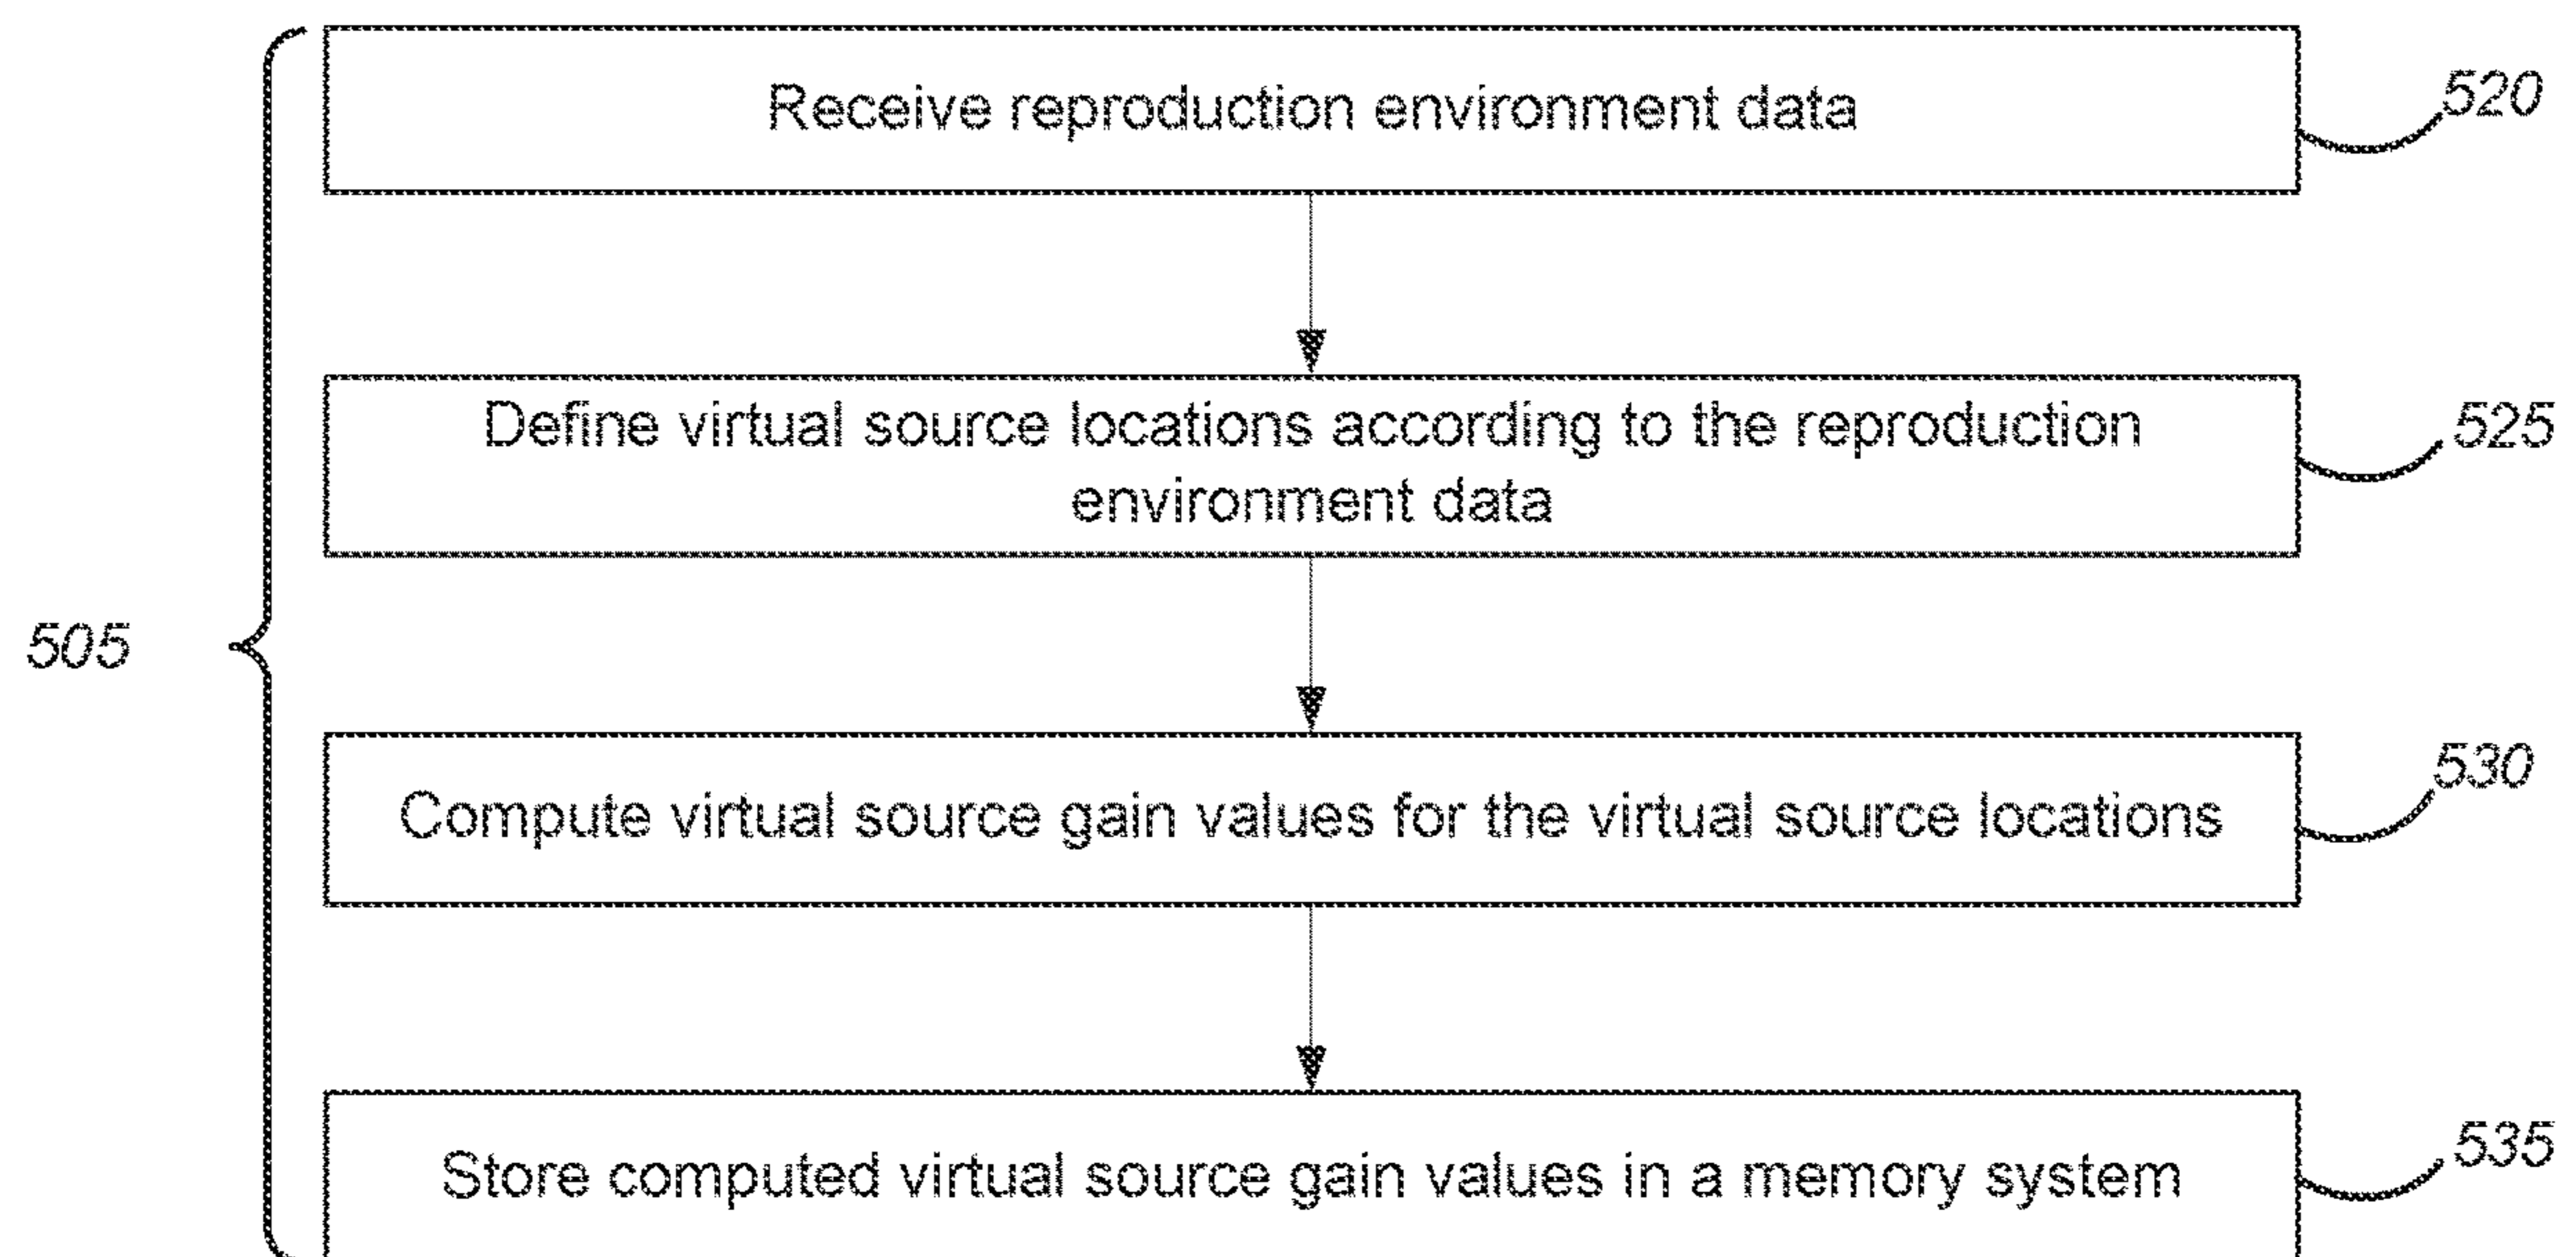 Receive reproduction environment data
520
Define virtual source locations according to the reproduction
environment data
525
505
Compute virtual source gain values for the virtual source locations
530
Store computed virtual source gain values in a memory system
535